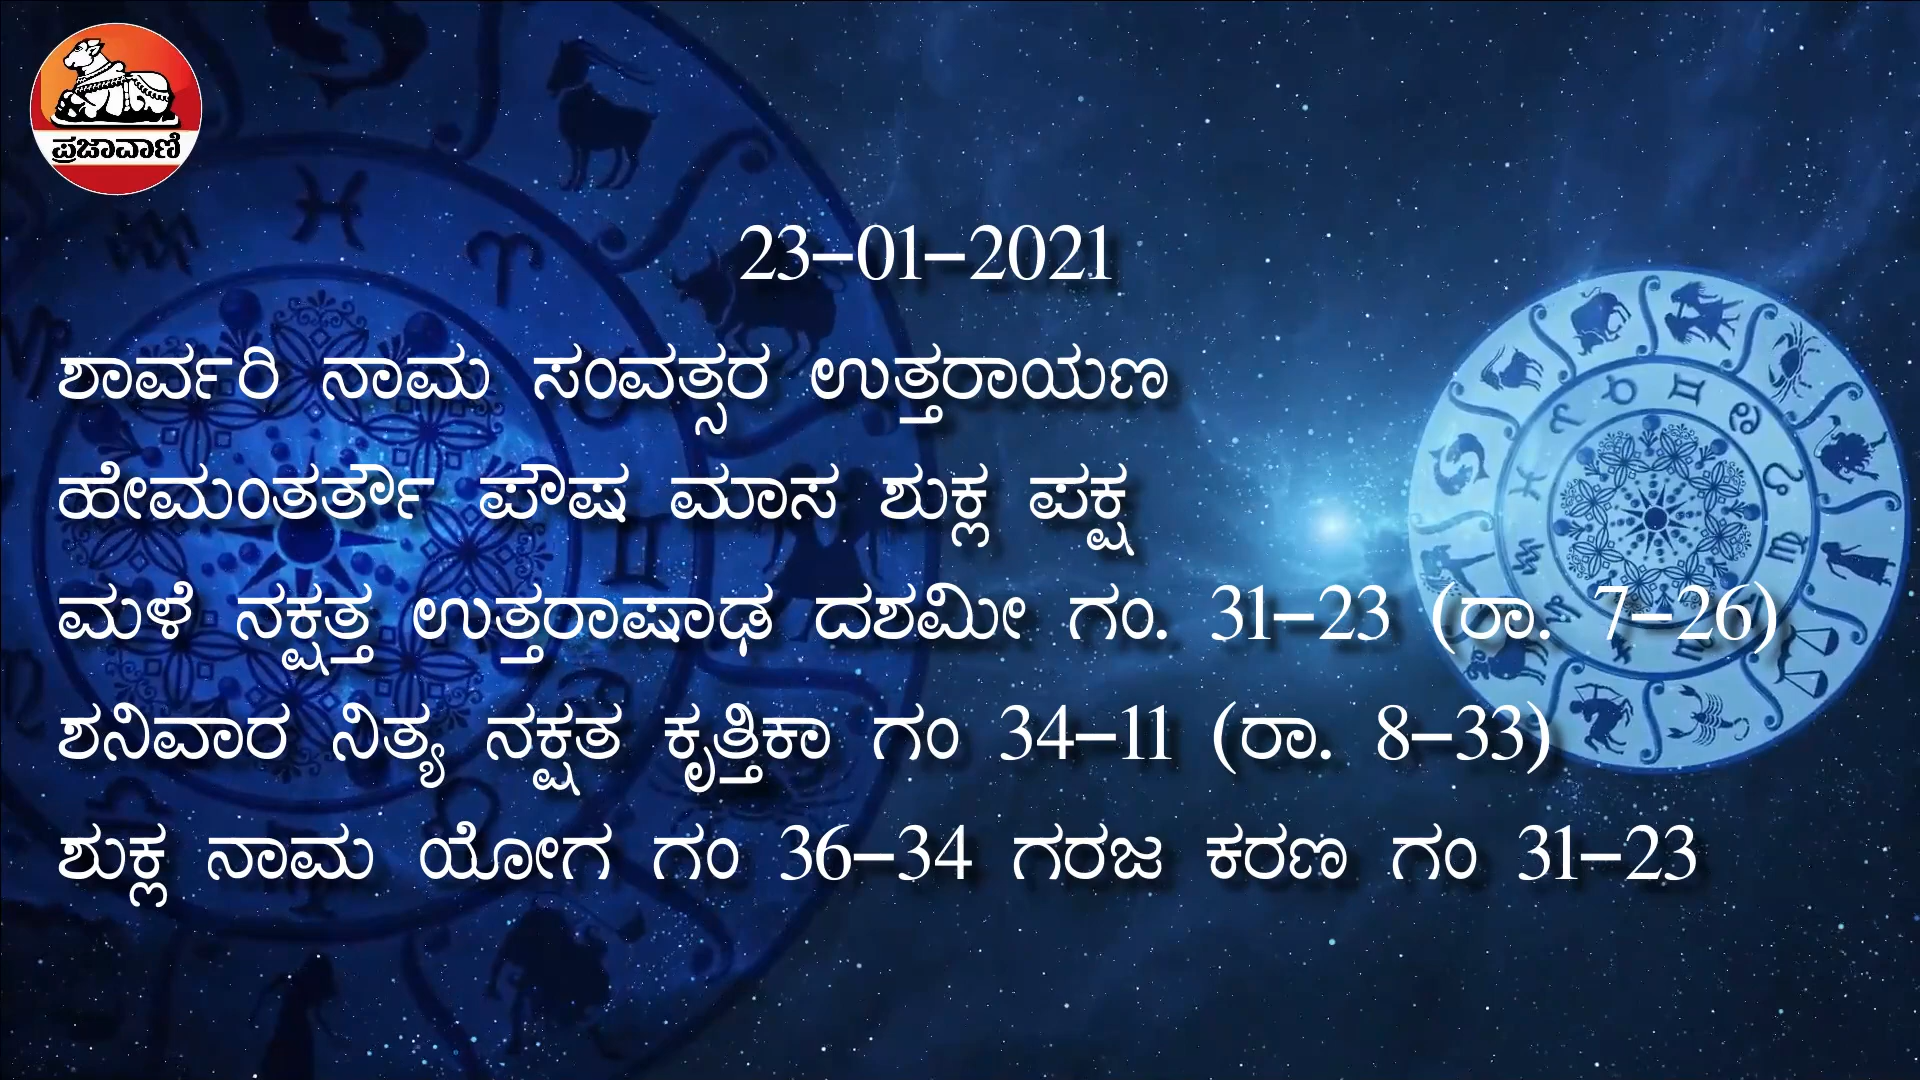 ಪ್ರಜಾವಾಣಿ
23–01–2021
ಶಾರ್ವರಿ ನಾಮ ಸಂವತ್ಸರ ಉತ್ತರಾಯಣ
ಹೇಮಂತರ್ತೌ ಪೌಷ ಮಾಸ ಶುಕ್ಲ ಪಕ್ಷ
ಮಳೆ ನಕ್ಷತ್ತ ಉತ್ತರಾಷಾಢ ದಶಮೀ ಗಂ. 31–23 (ರಾ. 7–26)
ಶನಿವಾರ ನಿತ್ಯ ನಕ್ಷತ ಕೃತ್ತಿಕಾ ಗಂ 34–11 (ರಾ. 8–33)
ಶುಕ್ಲ ನಾಮ ಯೋಗ ಗಂ 36–34 ಗರಜ ಕರಣ ಗಂ 31–23